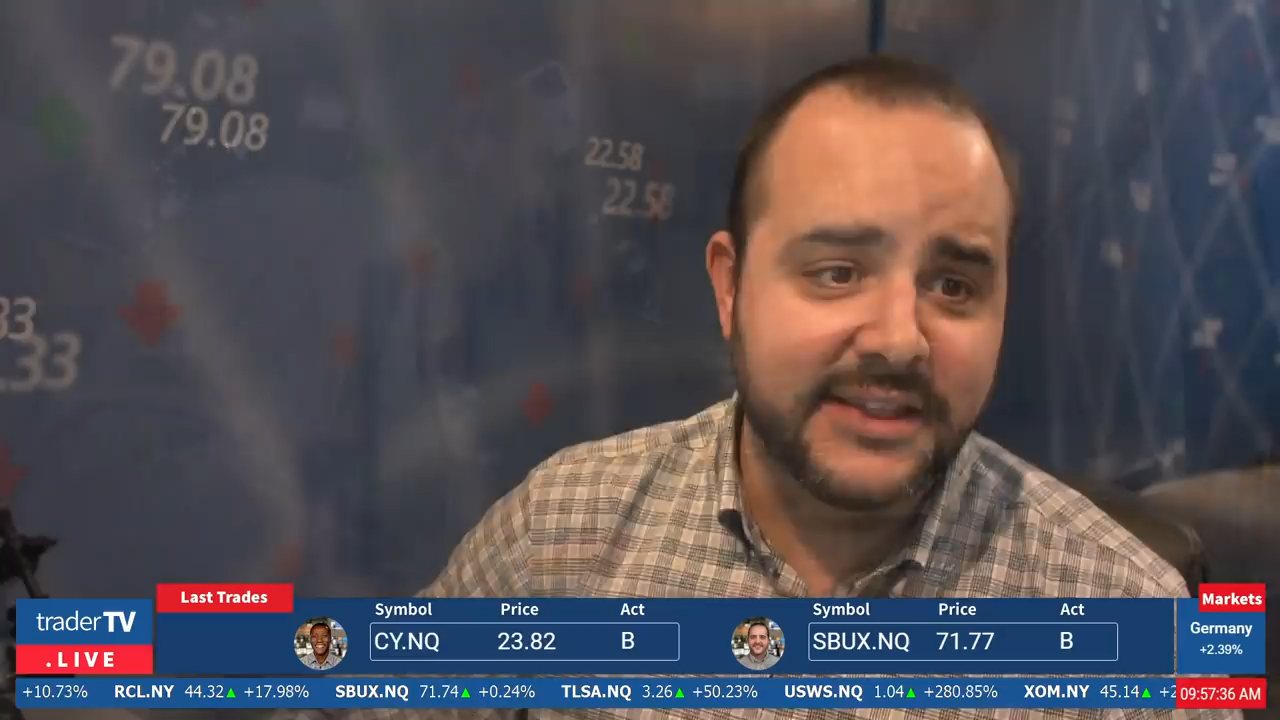 79.08
79.08
22.58
22.58
33
.33
Last Trades
Symbol Price Act
CY.NQ 23.82 B
Symbol Price Act
SBUX.NQ 71.77 B
Markets
Germany
+2.39%
traderTV
.LIVE
+10.73% RCL.NY 44.32▲ +17.98% SBUX.NQ 71.74▲ +0.24% TLSA.NQ 3.26▲ +50.23% USWS.NQ 1.04▲ +280.85% XOM.NY 45.14▲ +2
09:57:36 AM